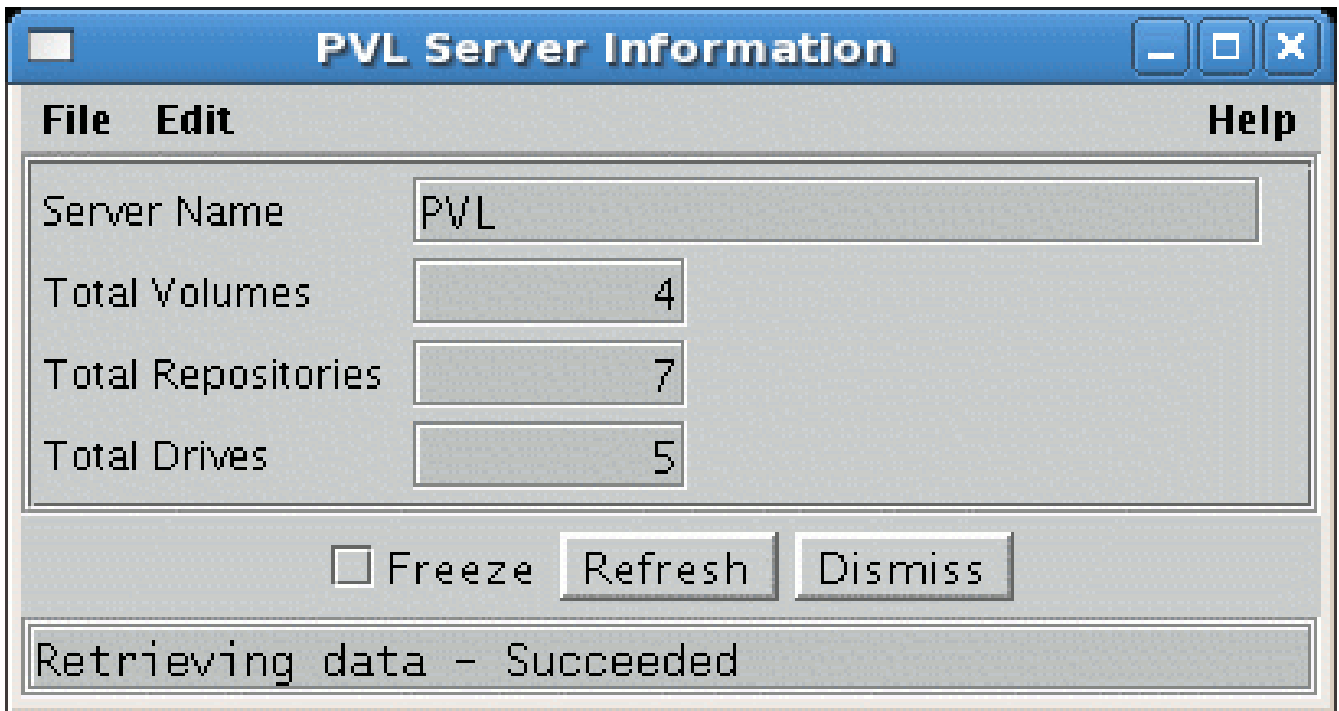 PVL Server Information
File Edit Help
Server Name PVL
Total Volumes 4
Total Repositories 7
Total Drives 5
Freeze Refresh Dismiss
Retrieving data - Succeeded